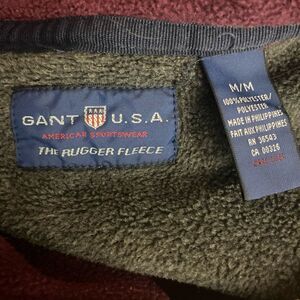 GANT U.S.A.
AMERICAN SPORTSWEAR
THE RUGGER FLEECE
M/M
100% POLYESTER/
POLYESTER
MADE IN PHILIPPINES
FAIT AUX PHILIPPINES
RN 36543
CA 00326